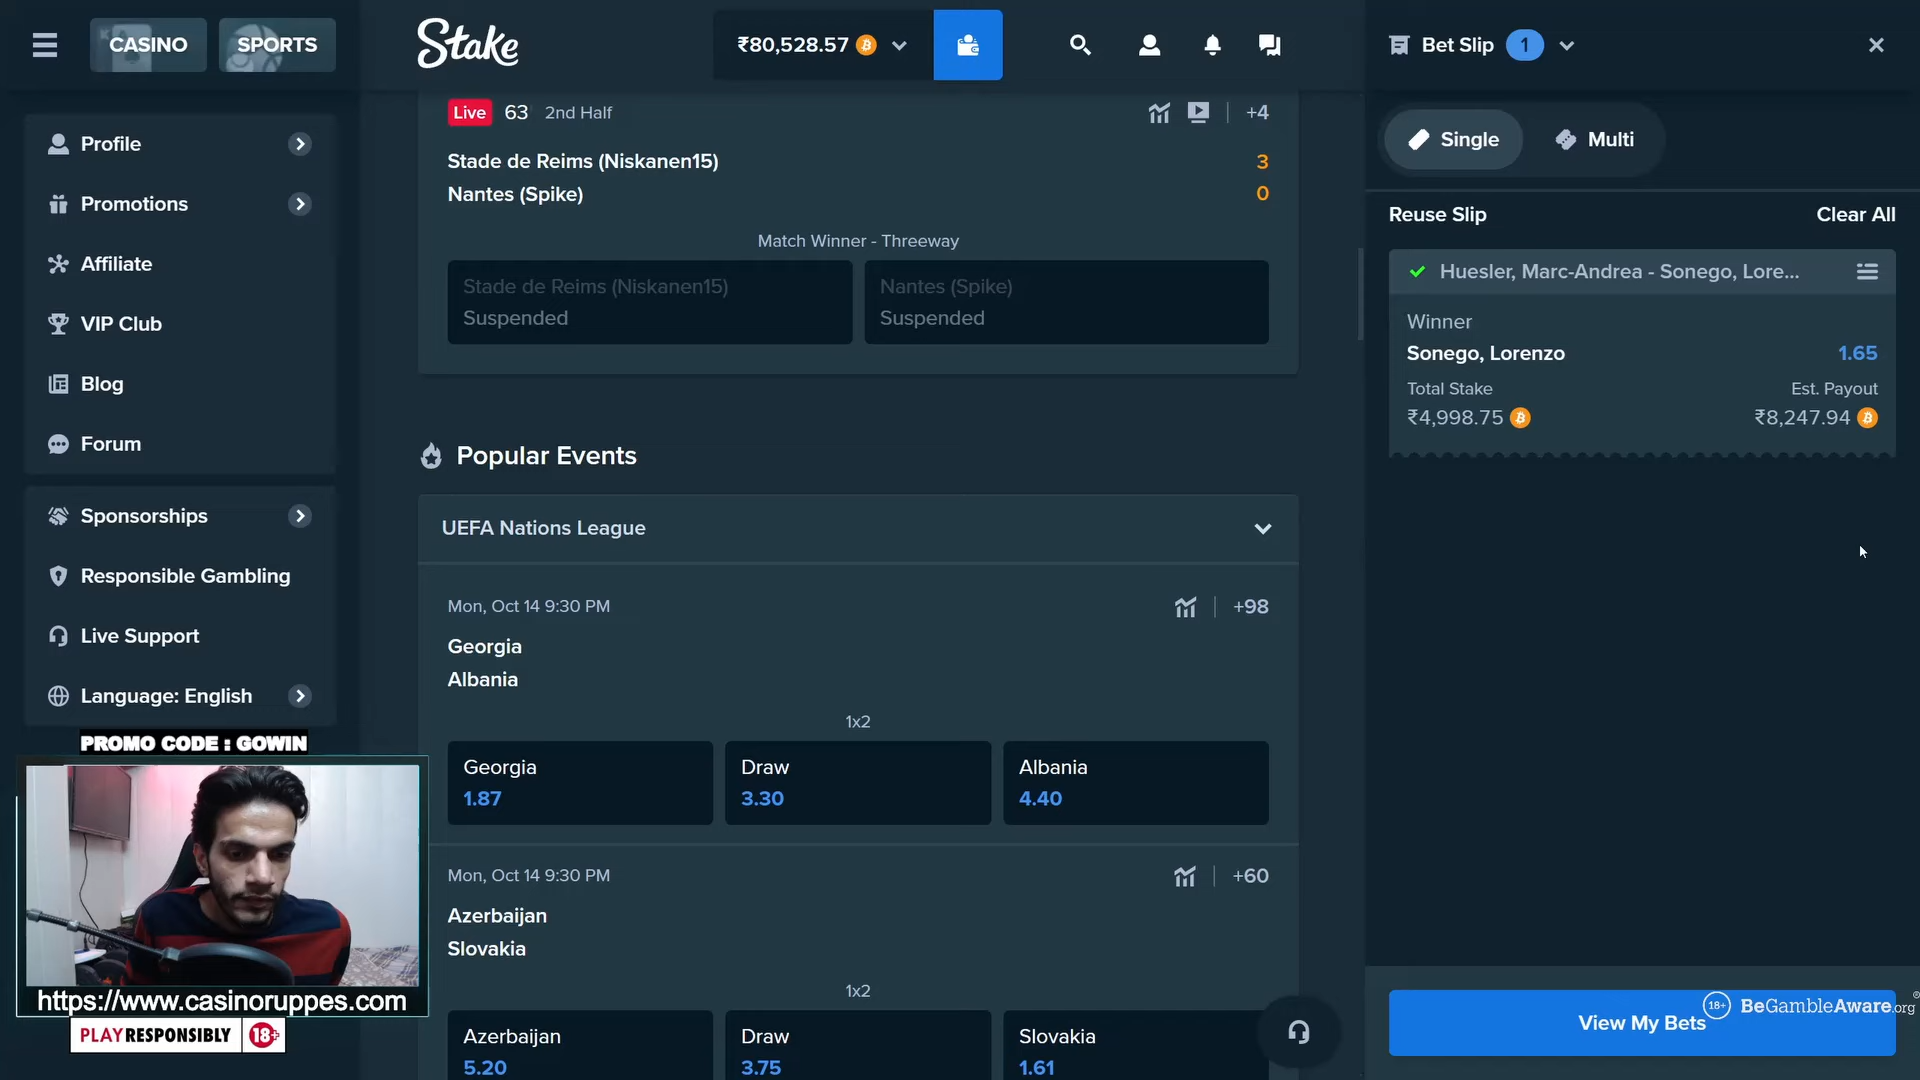 CASINO
SPORTS
Stake
₹80,528.57
Bet Slip 1
Live 63 2nd Half
+4
Stade de Reims (Niskanen15) 3
Nantes (Spike) 0
Match Winner - Threeway
Stade de Reims (Niskanen15)
Suspended
Nantes (Spike)
Suspended
Popular Events
UEFA Nations League
Mon, Oct 14 9:30 PM
+98
Georgia
Albania
1x2
Georgia
1.87
Draw
3.30
Albania
4.40
Mon, Oct 14 9:30 PM
+60
Azerbaijan
Slovakia
1x2
Azerbaijan
5.20
Draw
3.75
Slovakia
1.61
Profile
Promotions
Affiliate
VIP Club
Blog
Forum
Sponsorships
Responsible Gambling
Live Support
Language: English
PROMO CODE : GOWIN
https://www.casinoruppes.com
PLAYRESPONSIBLY 18+
Single
Multi
Reuse Slip
Clear All
Huesler, Marc-Andrea - Sonego, Lore...
Winner
Sonego, Lorenzo 1.65
Total Stake
Est. Payout
₹4,998.75
₹8,247.94
View My Bets
18+ BeGambleAware.org®